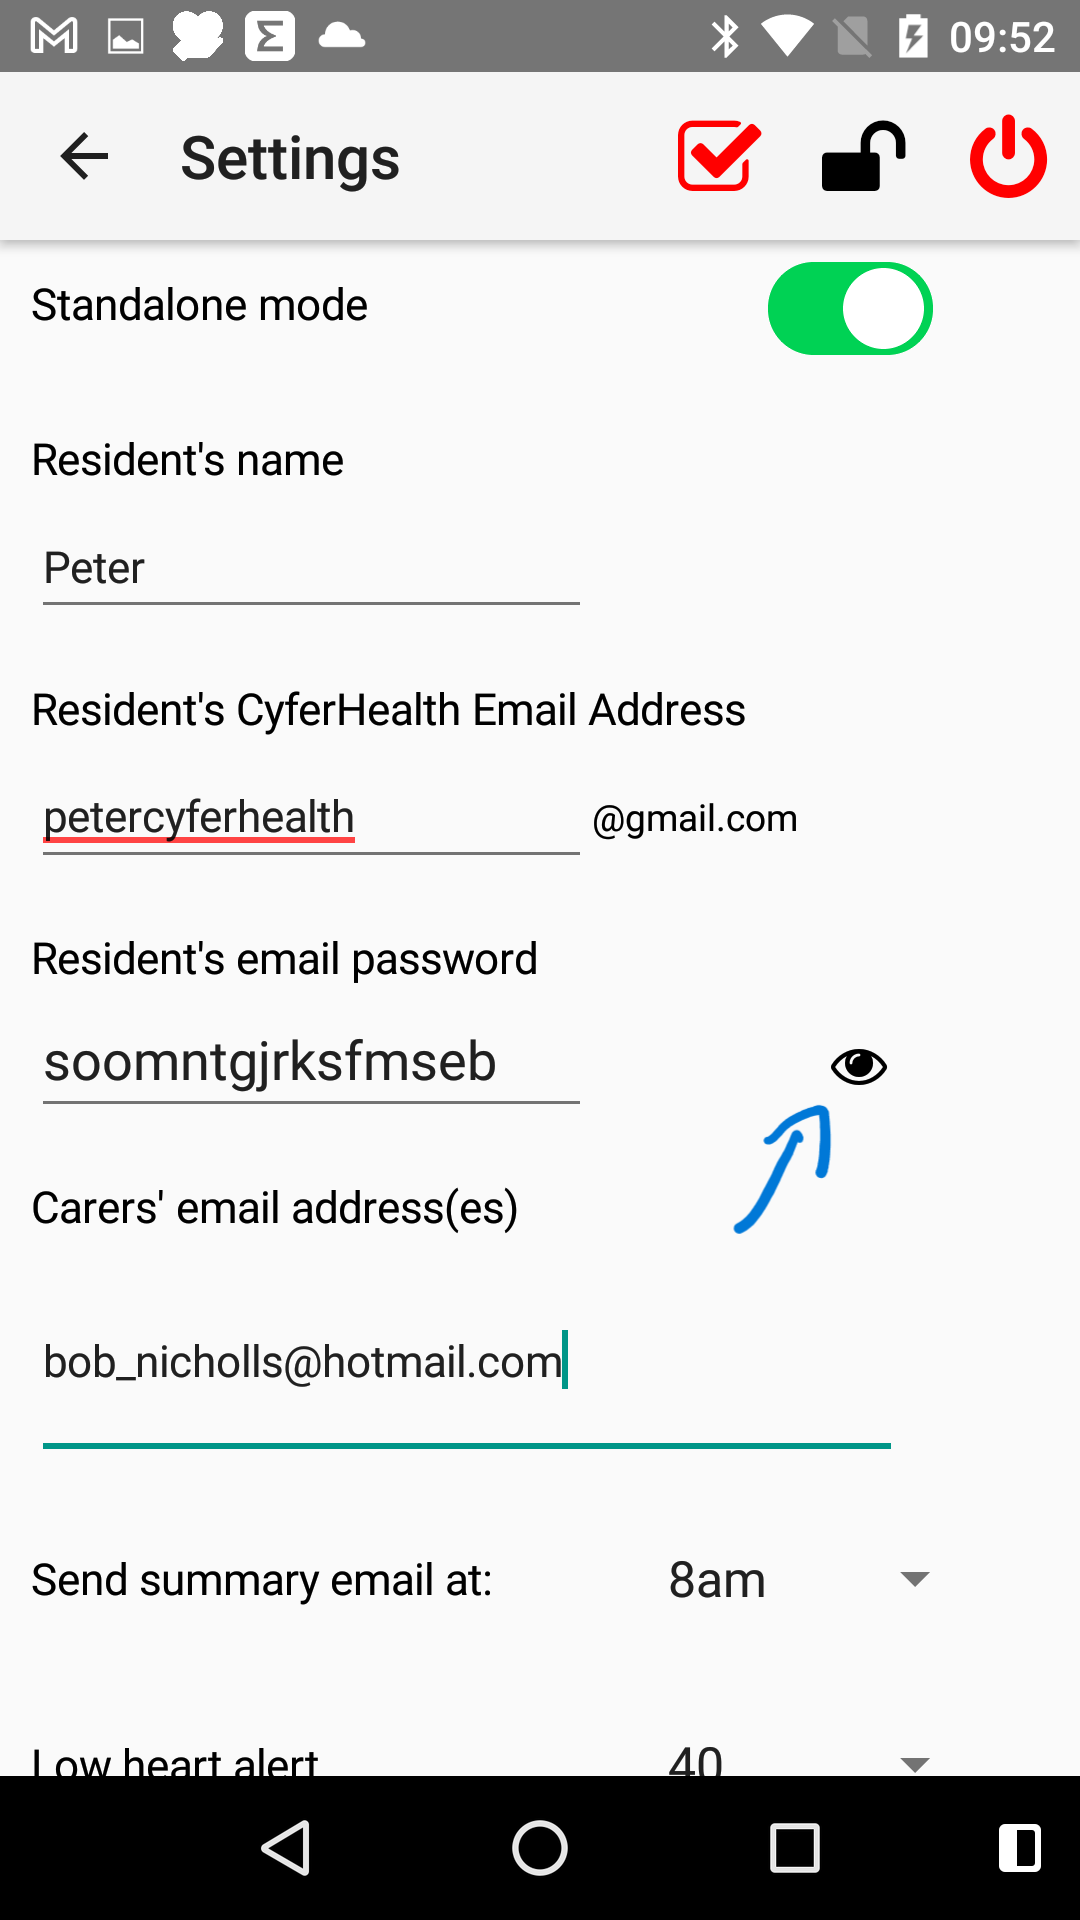 09:52
Settings
Standalone mode
Resident's name
Peter
Resident's CyferHealth Email Address
petercyferhealth @gmail.com
Resident's email password
soomntgjrksfmseb
Carers' email address(es)
bob_nicholls@hotmail.com
Send summary email at: 8am
Low heart alert 40